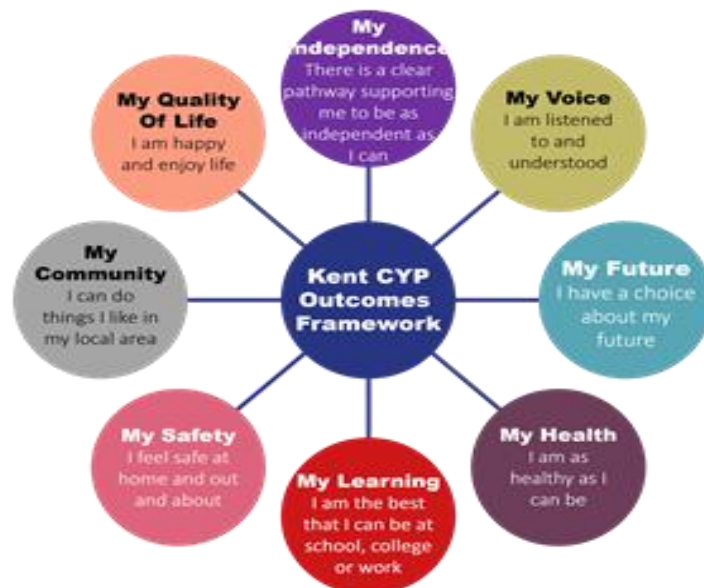 My
Independence
There is a clear
pathway supporting
me to be as
independent as
I can
My Voice
I am listened
to and
understood
My Future
I have a choice
about my
future
My Health
I am as
healthy as I
can be
My Learning
I am the best
that I can be at
school, college
or work
My Safety
I feel safe at
home and out
and about
My
Community
I can do
things I like in
my local area
My Quality
Of Life
I am happy
and enjoy life
Kent CYP
Outcomes
Framework